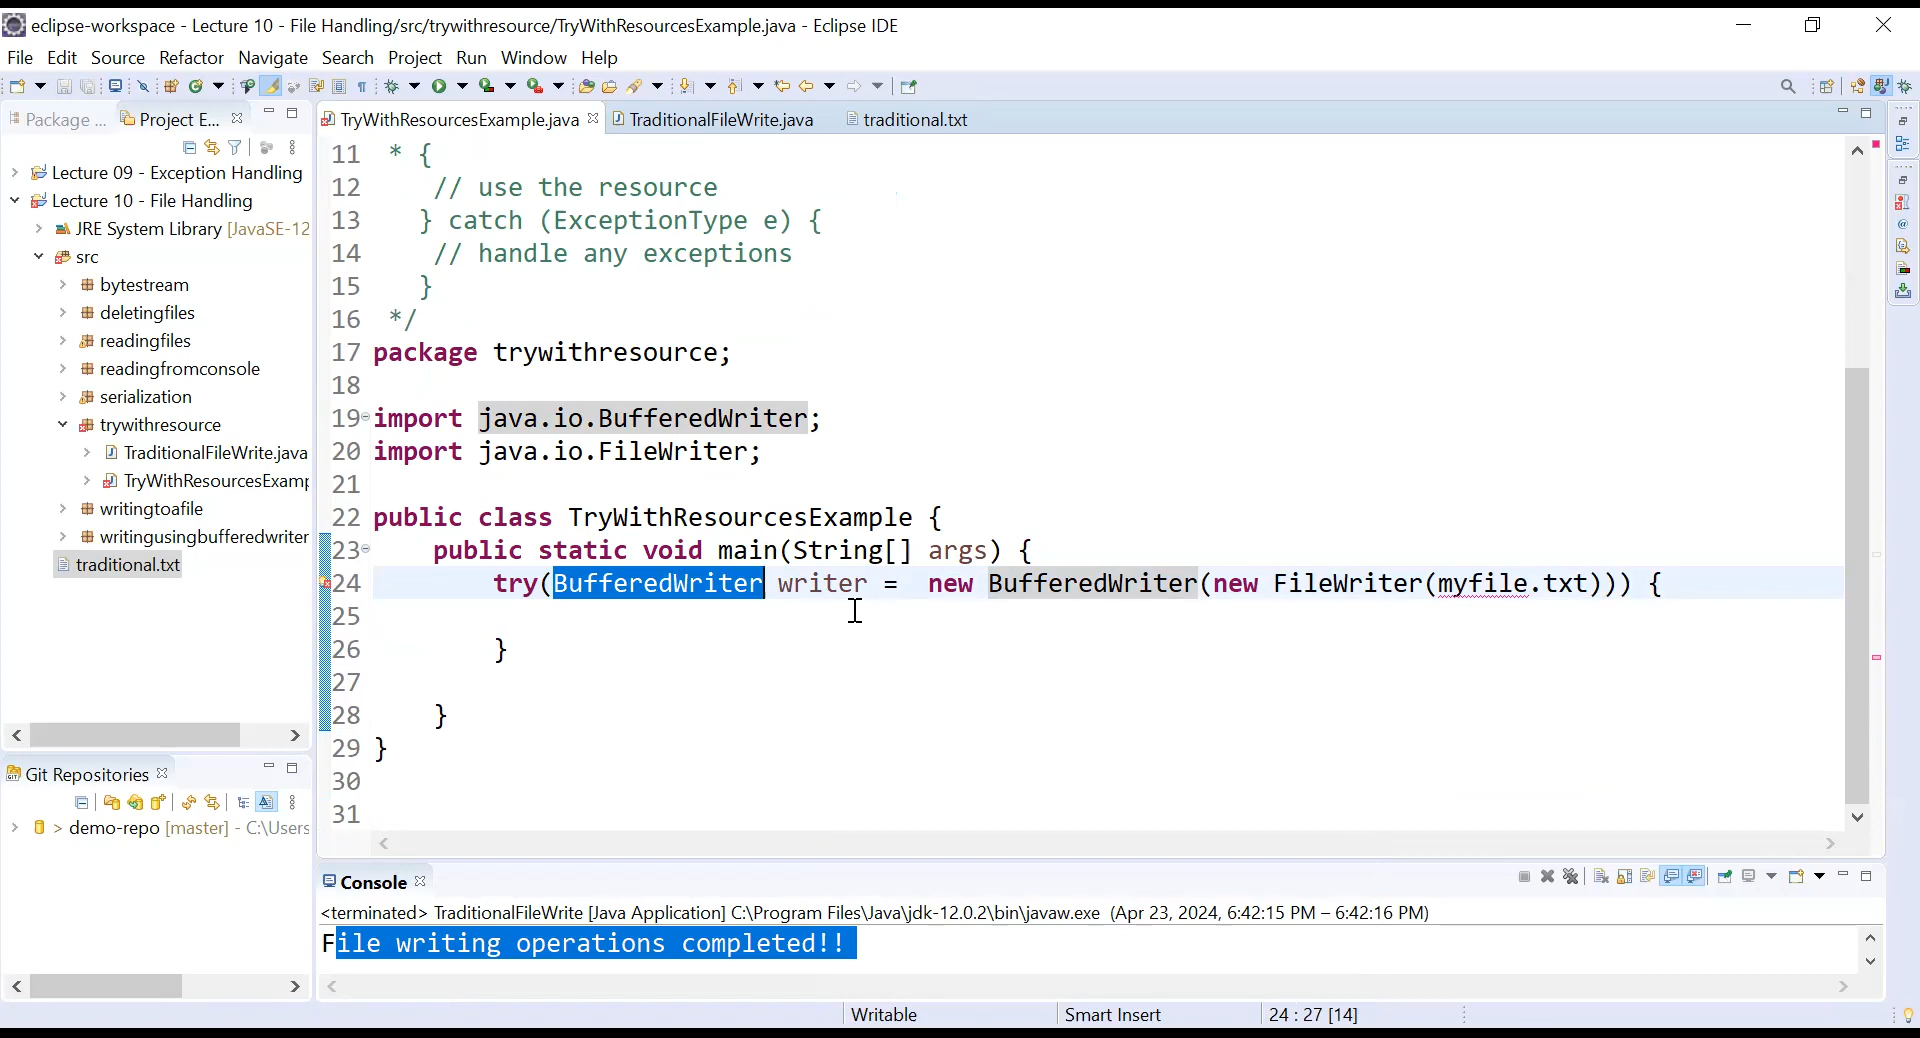 eclipse-workspace - Lecture 10 - File Handling/src/trywithresource/TryWithResourcesExample.java - Eclipse IDE
File Edit Source Refactor Navigate Search Project Run Window Help
Package ... Project E...
TryWithResourcesExample.java TraditionalFileWrite.java traditional.txt
Lecture 09 - Exception Handling
Lecture 10 - File Handling
JRE System Library [JavaSE-12
src
bytestream
deletingfiles
readingfiles
readingfromconsole
serialization
trywithresource
TraditionalFileWrite.java
TryWithResourcesExamp
writingtoafile
writingusingbufferedwriter
traditional.txt
Git Repositories
> demo-repo [master] - C:\Users
11 * {
12 // use the resource
13 } catch (ExceptionType e) {
14 // handle any exceptions
15 }
16 */
17 package trywithresource;
18
19 import java.io.BufferedWriter;
20 import java.io.FileWriter;
21
22 public class TryWithResourcesExample {
23 public static void main(String[] args) {
24 try(BufferedWriter writer =  new BufferedWriter(new FileWriter(myfile.txt))) {
25
26 }
27
28 }
29 }
30
31
Console
<terminated> TraditionalFileWrite [Java Application] C:\Program Files\Java\jdk-12.0.2\bin\javaw.exe (Apr 23, 2024, 6:42:15 PM – 6:42:16 PM)
File writing operations completed!!
Writable Smart Insert 24 : 27 [14]